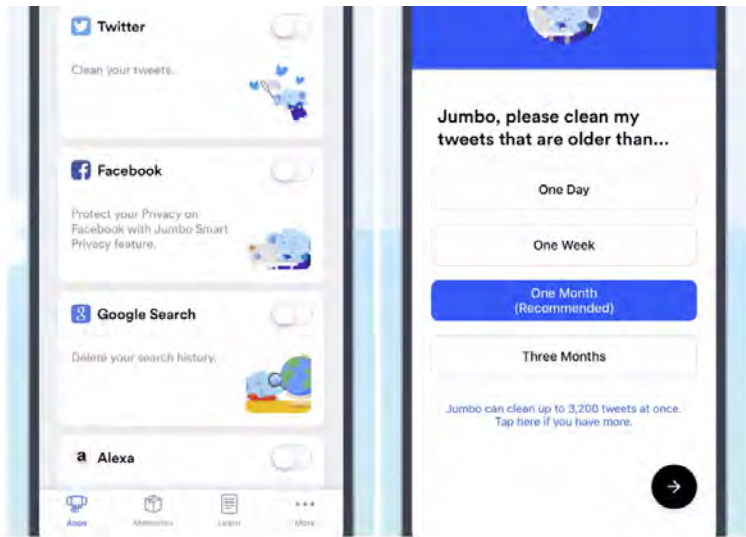 Twitter
Clean your tweets.
Facebook
Protect your Privacy on
Facebook with Jumbo Smart
Privacy feature.
Google Search
Delete your search history.
a Alexa
Apps
Memories
Learn
More
Jumbo, please clean my
tweets that are older than...
One Day
One Week
One Month
(Recommended)
Three Months
Jumbo can clean up to 3,200 tweets at once.
Tap here if you have more.